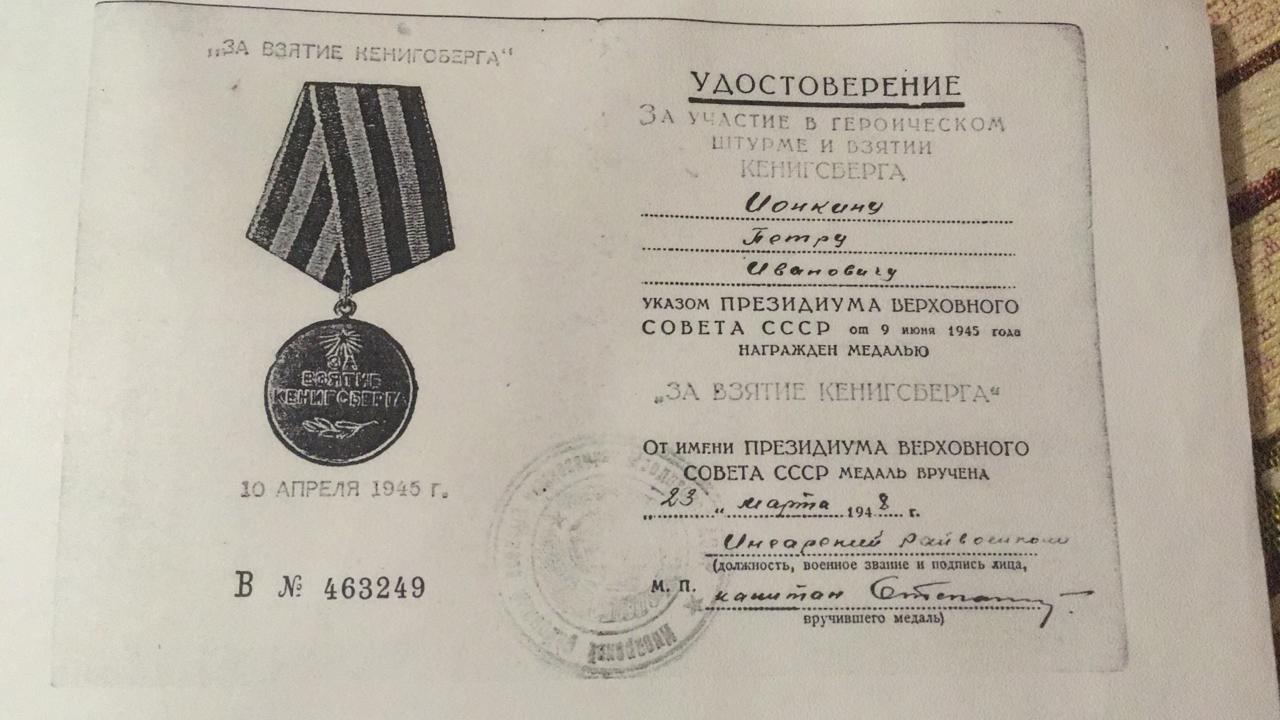 „ЗА ВЗЯТИЕ КЕНИГСБЕРГА“
ЗА
ВЗЯТИЕ
КЕНИГСБЕРГА
10 АПРЕЛЯ 1945 г.
В № 463249
УДОСТОВЕРЕНИЕ
ЗА УЧАСТИЕ В ГЕРОИЧЕСКОМ
ШТУРМЕ И ВЗЯТИИ
КЕНИГСБЕРГА
Ионкину
Петру
Ивановичу
УКАЗОМ ПРЕЗИДИУМА ВЕРХОВНОГО
СОВЕТА СССР от 9 июня 1945 года
НАГРАЖДЕН МЕДАЛЬЮ
„ЗА ВЗЯТИЕ КЕНИГСБЕРГА“
ОТ ИМЕНИ ПРЕЗИДИУМА ВЕРХОВНОГО
СОВЕТА СССР МЕДАЛЬ ВРУЧЕНА
„23“ марта 1948 г.
Инсарский райвоенком
(должность, военное звание и подпись лица,
М. П. капитан
вручившего медаль)